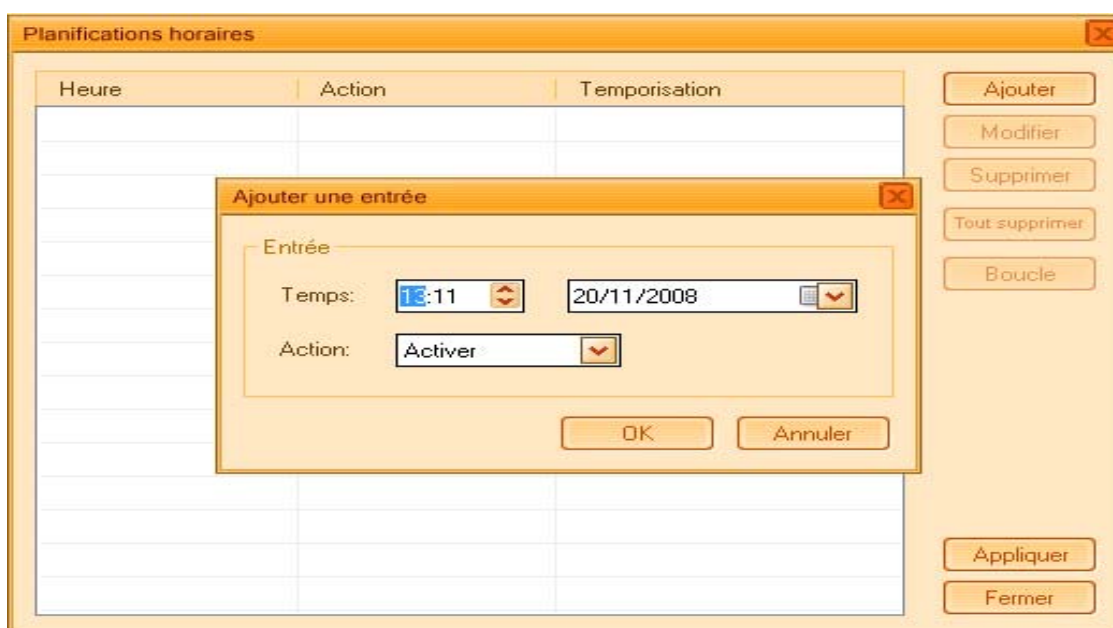 Planifications horaires
Heure Action Temporisation
Ajouter
Modifier
Supprimer
Tout supprimer
Boucle
Ajouter une entrée
Entrée
Temps: 13:11 20/11/2008
Action: Activer
OK Annuler
Appliquer
Fermer